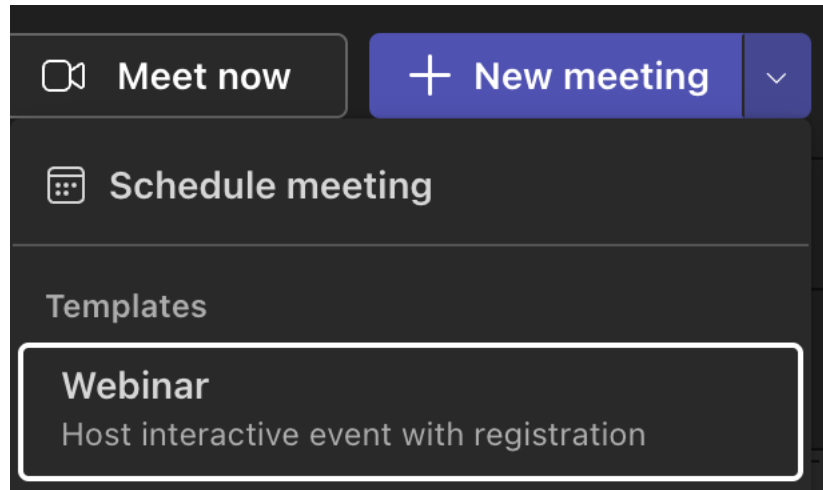 Meet now
New meeting
Schedule meeting
Templates
Webinar
Host interactive event with registration